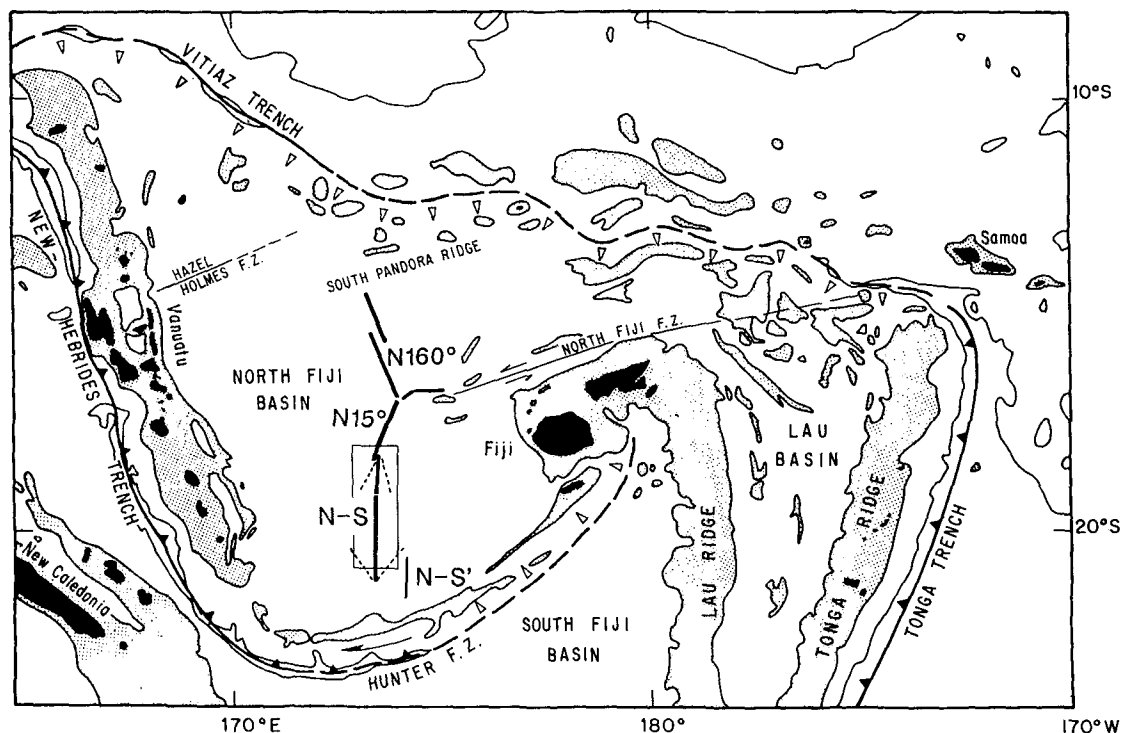 VITIAZ TRENCH
10°S
Samoa
NEW
HEBRIDES
TRENCH
HAZEL
HOLMES F.Z.
SOUTH PANDORA RIDGE
Vanuatu
NORTH FIJI F.Z.
N160°
NORTH FIJI
BASIN
N15°
Fiji
LAU
BASIN
N-S
20°S
N-S'
New Caledonia
LAU RIDGE
TONGA RIDGE
TONGA TRENCH
SOUTH FIJI
BASIN
HUNTER F.Z.
170°E
180°
170°W